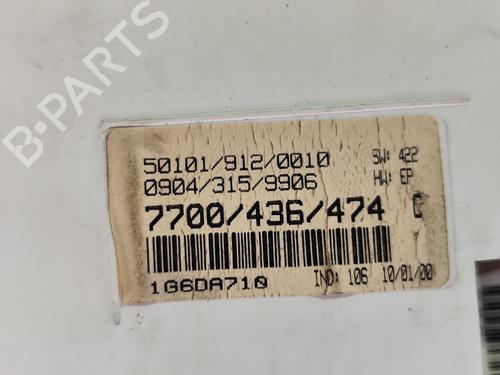 B-PARTS
50101/912/0010 SW: 422
0904/315/9906 HW: EP
7700/436/474 C
1G6DA710 IND: 106 10/01/00